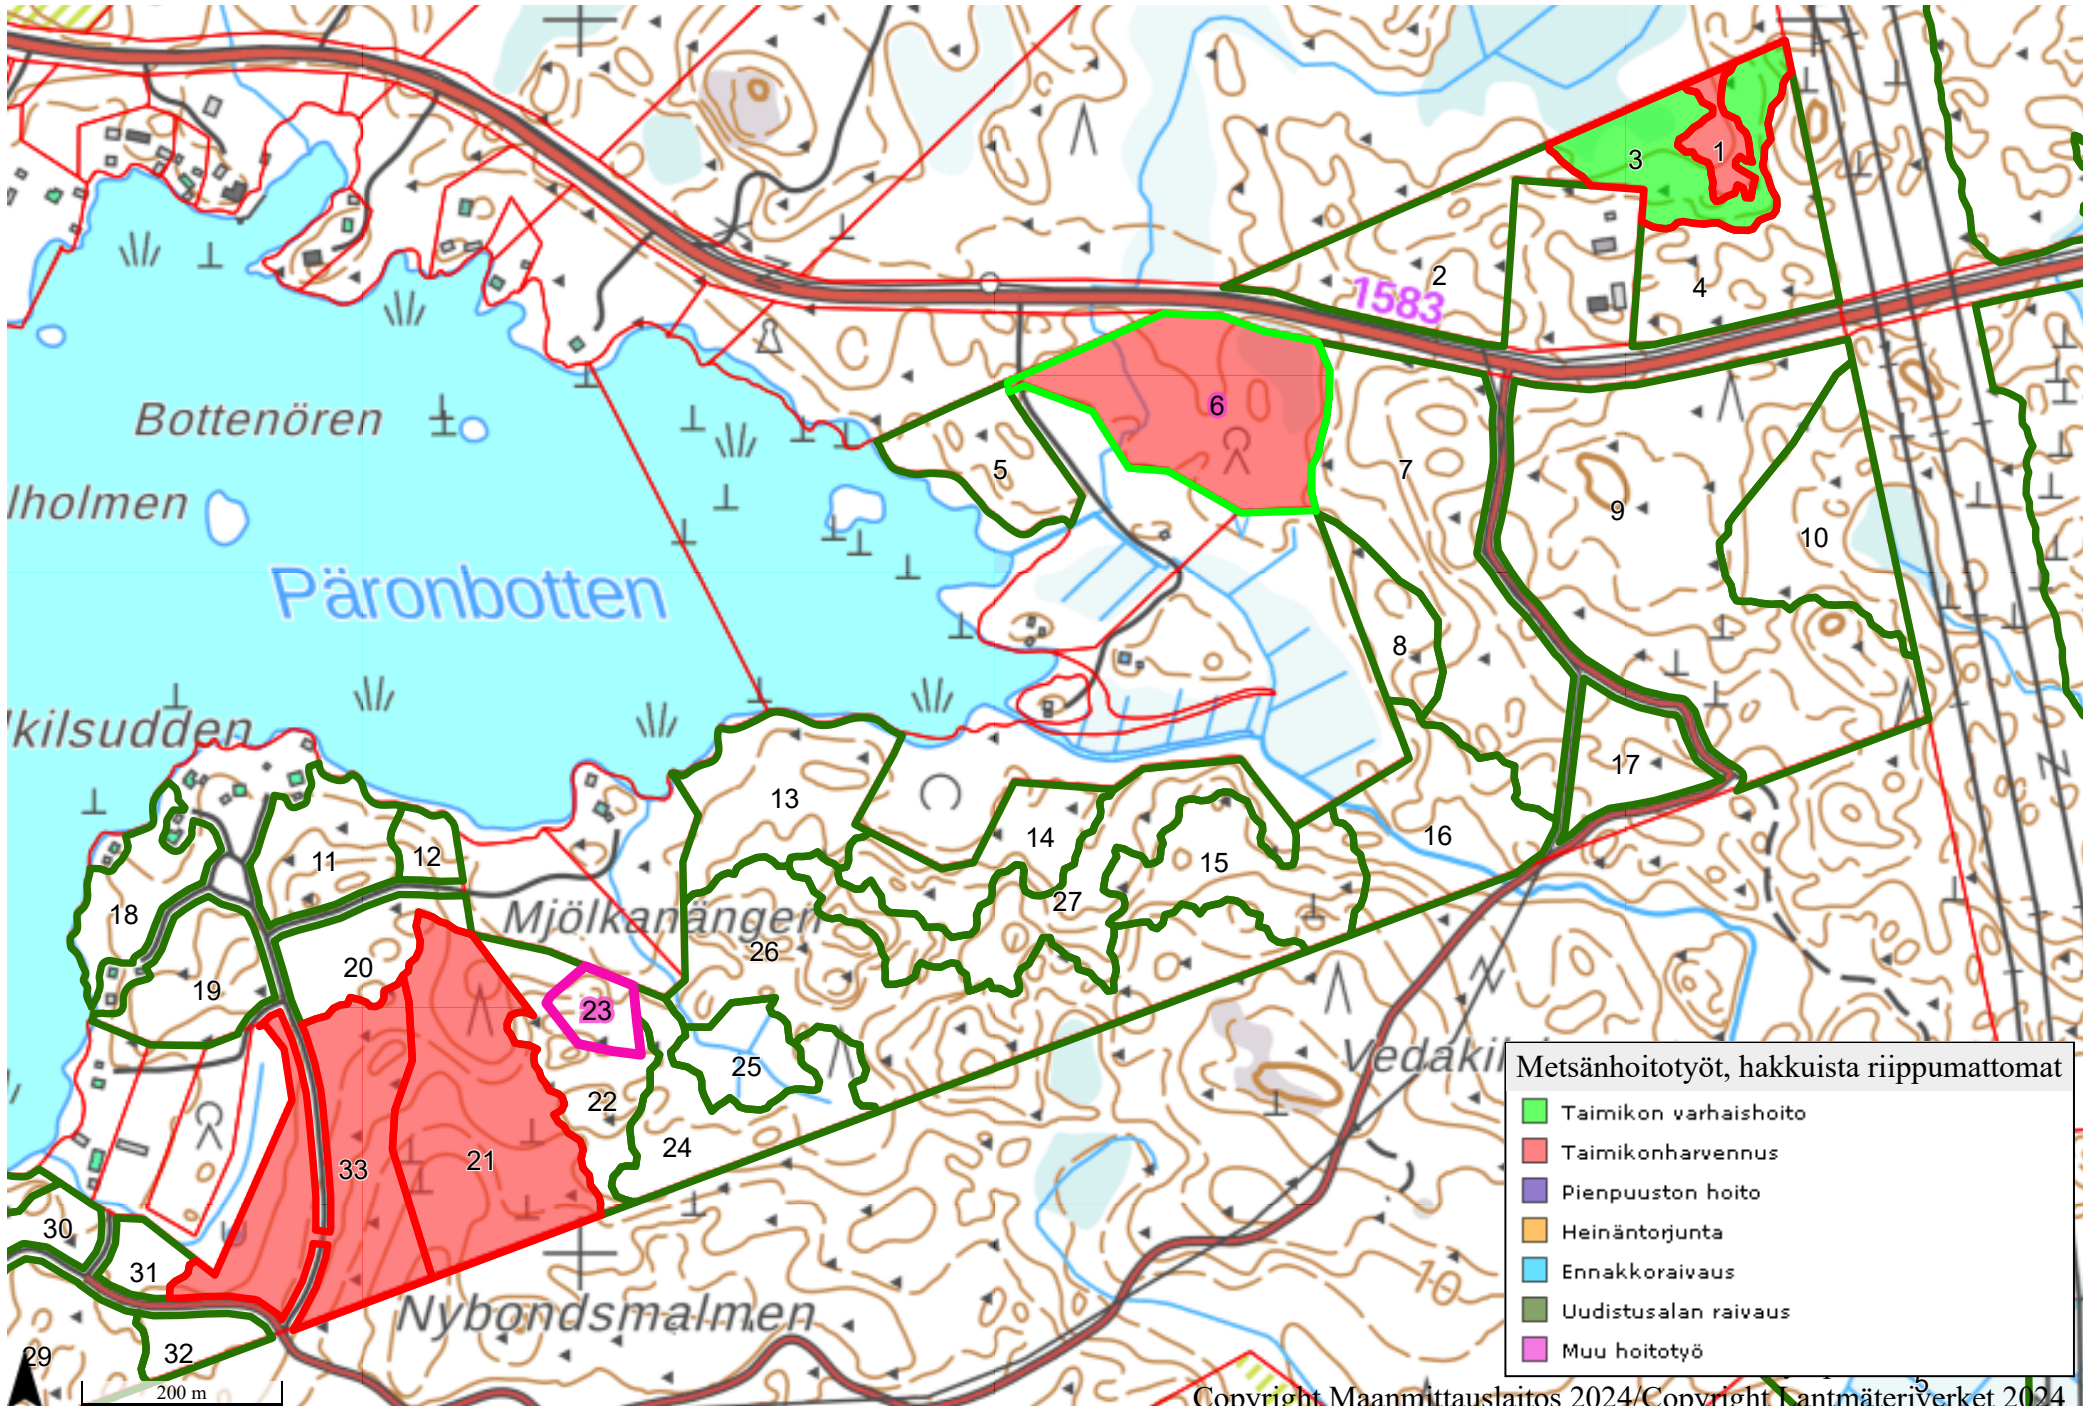 1
3
2
1583
4
6
Bottenören
5
7
9
lholmen
10
Päronbotten
8
kilsudden
17
13
14
16
11
12
15
18
27
Mjölkanängen
26
20
19
23
25
22
24
33
21
30
31
Nybondsmalmen
10
29
32
200 m
Metsänhoitotyöt, hakkuista riippumattomat
Taimikon varhaishoito
Taimikonharvennus
Pienpuuston hoito
Heinäntorjunta
Ennakkoraivaus
Uudistusalan raivaus
Muu hoitotyö
5
Copyright Maanmittauslaitos 2024/Copyright Lantmäteriverket 2024